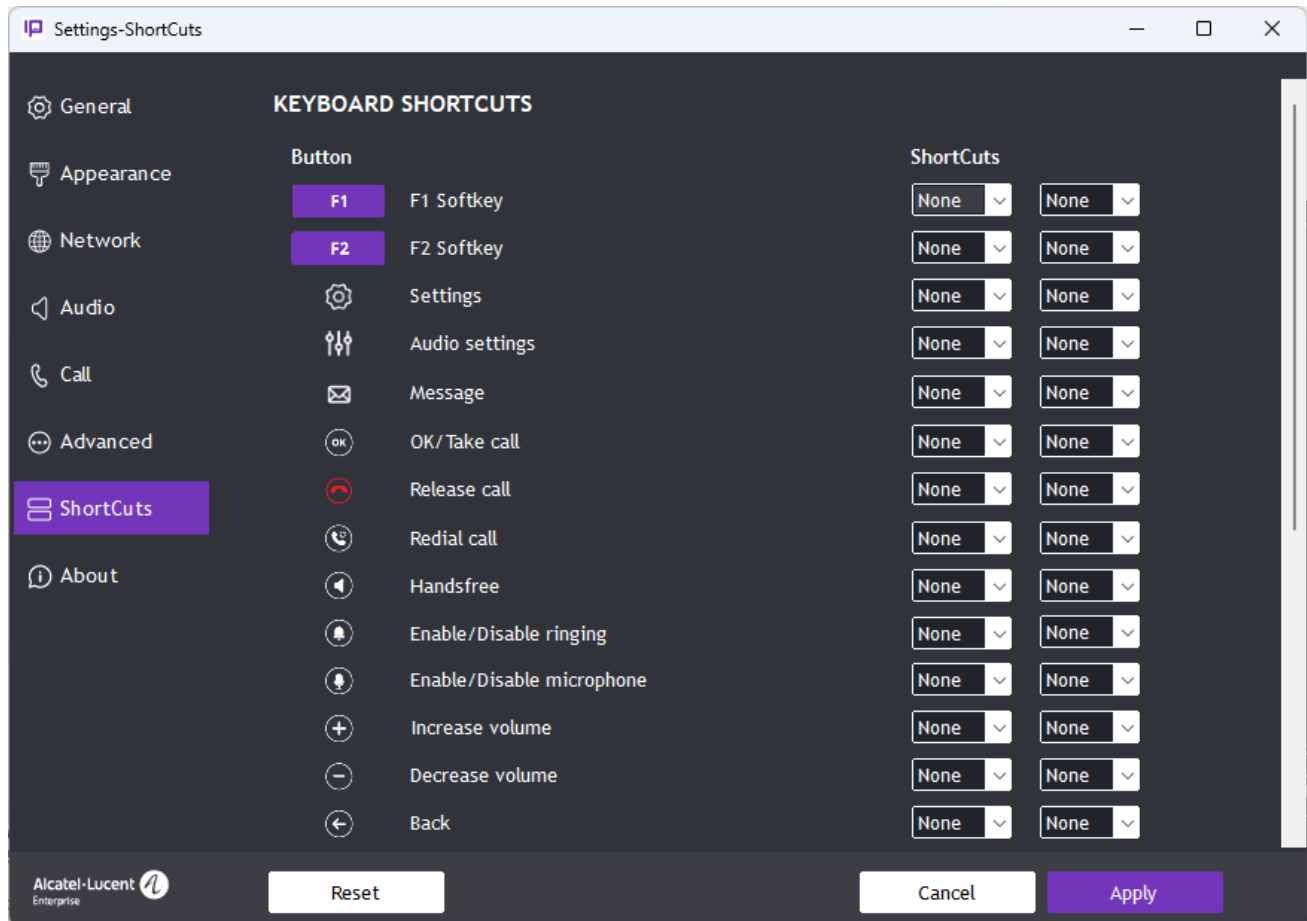 Settings-ShortCuts
General
Appearance
Network
Audio
Call
Advanced
ShortCuts
About
KEYBOARD SHORTCUTS
Button ShortCuts
F1 F1 Softkey None None
F2 F2 Softkey None None
Settings None None
Audio settings None None
Message None None
OK OK/Take call None None
Release call None None
Redial call None None
Handsfree None None
Enable/Disable ringing None None
Enable/Disable microphone None None
Increase volume None None
Decrease volume None None
Back None None
Alcatel·Lucent
Enterprise
Reset Cancel Apply